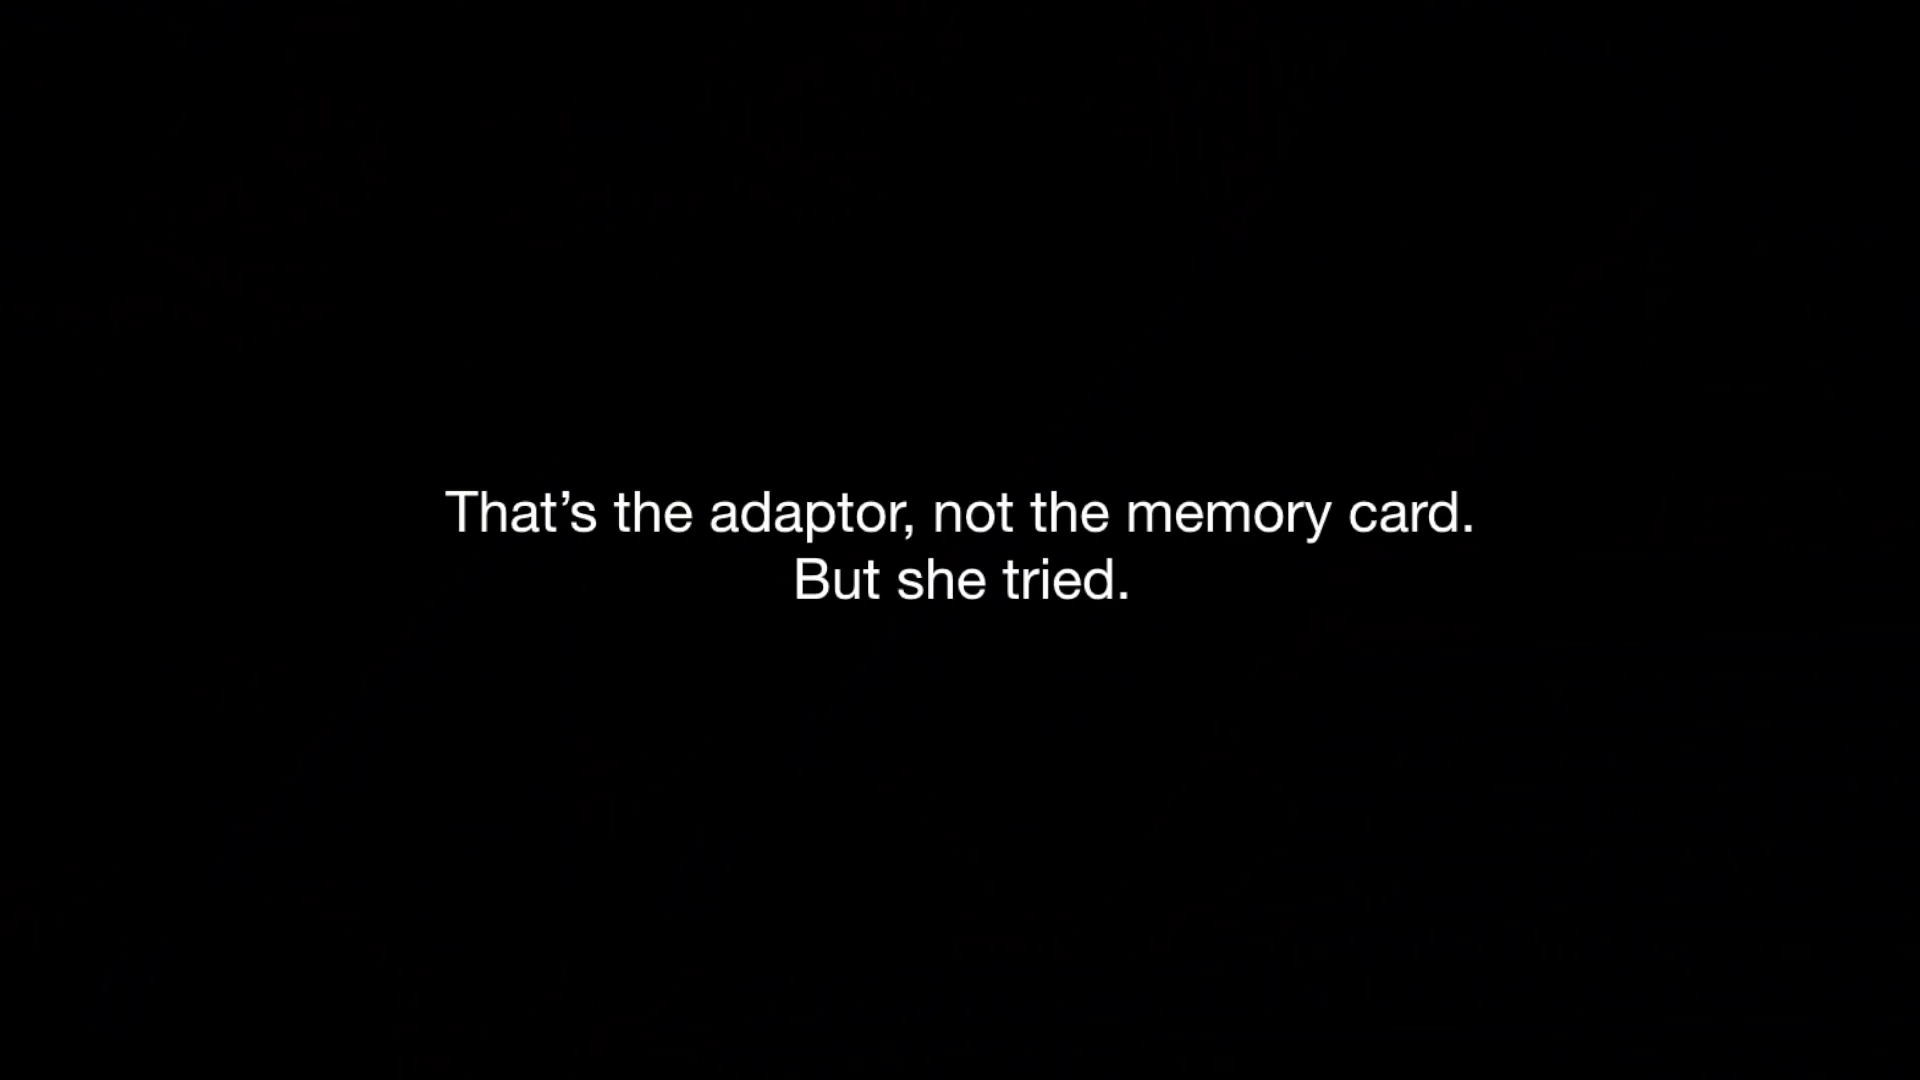 That’s the adaptor, not the memory card.
But she tried.